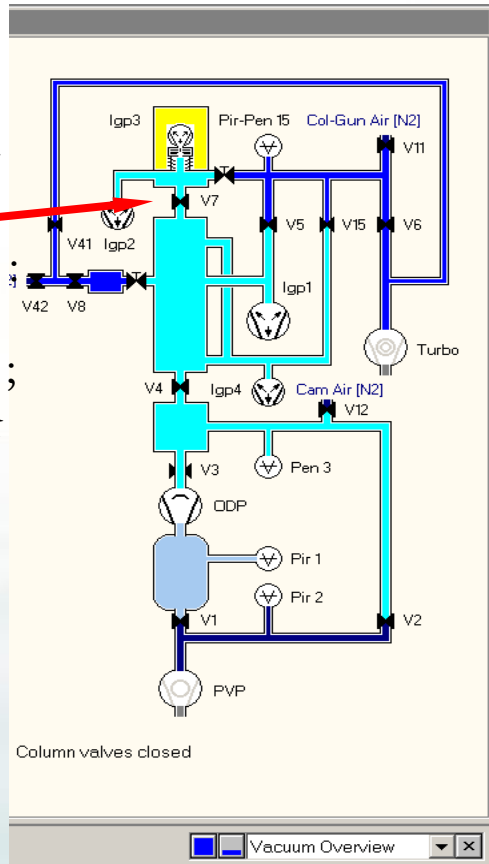 Igp3
Pir-Pen 15
Col-Gun Air [N2]
V11
V7
V41
Igp2
V5
V15
V6
V42
V8
T
T
Igp1
Turbo
V4
Igp4
Cam Air [N2]
V12
V3
Pen 3
ODP
Pir 1
Pir 2
V1
V2
PVP
Column valves closed
Vacuum Overview